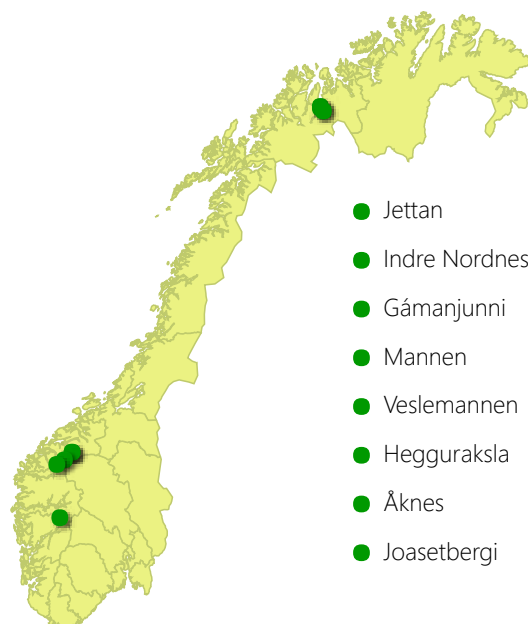 Jettan
Indre Nordnes
Gámanjunni
Mannen
Veslemannen
Hegguraksla
Åknes
Joasetbergi